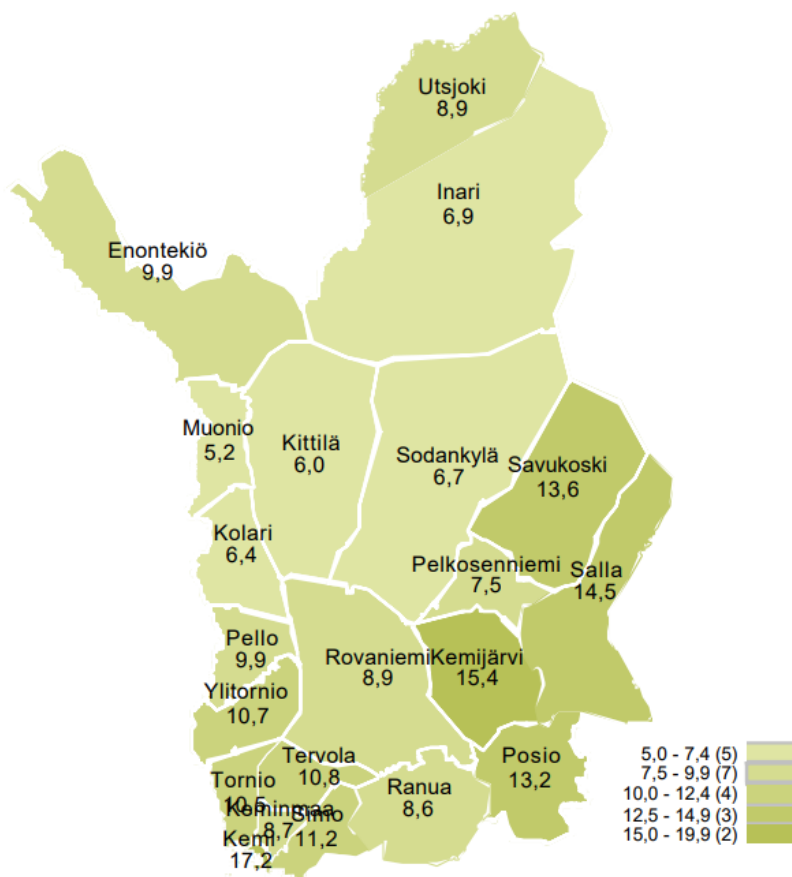 Utsjoki
8,9
Inari
6,9
Enontekiö
9,9
Muonio
5,2
Kittilä
6,0
Sodankylä
6,7
Savukoski
13,6
Kolari
6,4
Pelkosenniemi
7,5
Salla
14,5
Pello
9,9
Rovaniemi
8,9
Kemijärvi
15,4
Ylitornio
10,7
Tervola
10,8
Posio
13,2
Tornio
10,5
Ranua
8,6
Keminmaa
8,7
Simo
11,2
Kemi
17,2
5,0 - 7,4 (5)
7,5 - 9,9 (7)
10,0 - 12,4 (4)
12,5 - 14,9 (3)
15,0 - 19,9 (2)